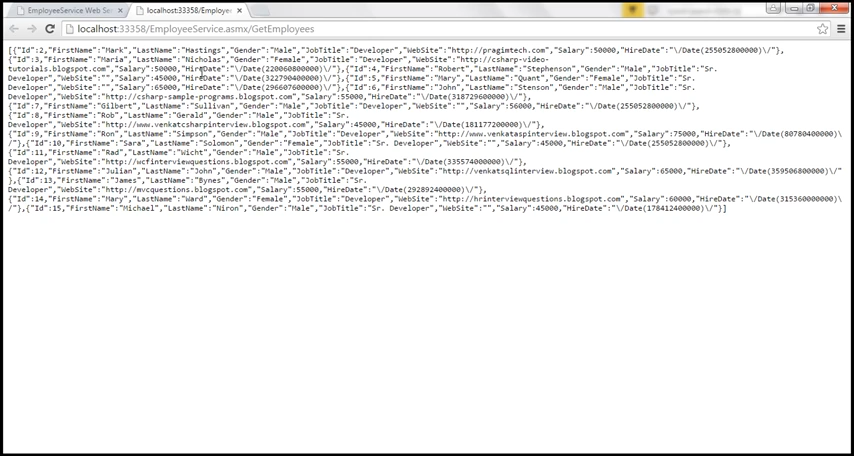 EmployeeService Web Ser
localhost:33358/Employe
localhost:33358/EmployeeService.asmx/GetEmployees
[{"Id":2,"FirstName":"Mark","LastName":"Hastings","Gender":"Male","JobTitle":"Developer","WebSite":"http://pragimtech.com","Salary":50000,"HireDate":"\/Date(255052800000)\/"},
{"Id":3,"FirstName":"Maria","LastName":"Nicholas","Gender":"Female","JobTitle":"Developer","WebSite":"http://csharp-video-
tutorials.blogspot.com","Salary":50000,"HireDate":"\/Date(220060800000)\/"},{"Id":4,"FirstName":"Robert","LastName":"Stephenson","Gender":"Male","JobTitle":"Sr.
Developer","WebSite":"","Salary":45000,"HireDate":"\/Date(322790400000)\/"},{"Id":5,"FirstName":"Mary","LastName":"Quant","Gender":"Female","JobTitle":"Sr.
Developer","WebSite":"","Salary":65000,"HireDate":"\/Date(296607600000)\/"},{"Id":6,"FirstName":"John","LastName":"Stenson","Gender":"Male","JobTitle":"Sr.
Developer","WebSite":"http://csharp-sample-programs.blogspot.com","Salary":55000,"HireDate":"\/Date(318729600000)\/"},
{"Id":7,"FirstName":"Gilbert","LastName":"Sullivan","Gender":"Male","JobTitle":"Developer","WebSite":"","Salary":56000,"HireDate":"\/Date(255052800000)\/"},
{"Id":8,"FirstName":"Rob","LastName":"Gerald","Gender":"Male","JobTitle":"Sr.
Developer","WebSite":"http://www.venkatcsharpinterview.blogspot.com","Salary":45000,"HireDate":"\/Date(181177200000)\/"},
{"Id":9,"FirstName":"Ron","LastName":"Simpson","Gender":"Male","JobTitle":"Developer","WebSite":"http://www.venkataspinterview.blogspot.com","Salary":75000,"HireDate":"\/Date(80780400000)\
/"},{"Id":10,"FirstName":"Sara","LastName":"Solomon","Gender":"Female","JobTitle":"Sr. Developer","WebSite":"","Salary":45000,"HireDate":"\/Date(255052800000)\/"},
{"Id":11,"FirstName":"Rad","LastName":"Wicht","Gender":"Male","JobTitle":"Sr.
Developer","WebSite":"http://wcfinterviewquestions.blogspot.com","Salary":55000,"HireDate":"\/Date(335574000000)\/"},
{"Id":12,"FirstName":"Julian","LastName":"John","Gender":"Male","JobTitle":"Developer","WebSite":"http://venkatsqlinterview.blogspot.com","Salary":65000,"HireDate":"\/Date(359506800000)\/"
},{"Id":13,"FirstName":"James","LastName":"Bynes","Gender":"Male","JobTitle":"Sr.
Developer","WebSite":"http://mvcquestions.blogspot.com","Salary":55000,"HireDate":"\/Date(292892400000)\/"},
{"Id":14,"FirstName":"Mary","LastName":"Ward","Gender":"Female","JobTitle":"Developer","WebSite":"http://hrinterviewquestions.blogspot.com","Salary":60000,"HireDate":"\/Date(315360000000)\
/"},{"Id":15,"FirstName":"Michael","LastName":"Niron","Gender":"Male","JobTitle":"Sr. Developer","WebSite":"","Salary":45000,"HireDate":"\/Date(178412400000)\/"}]